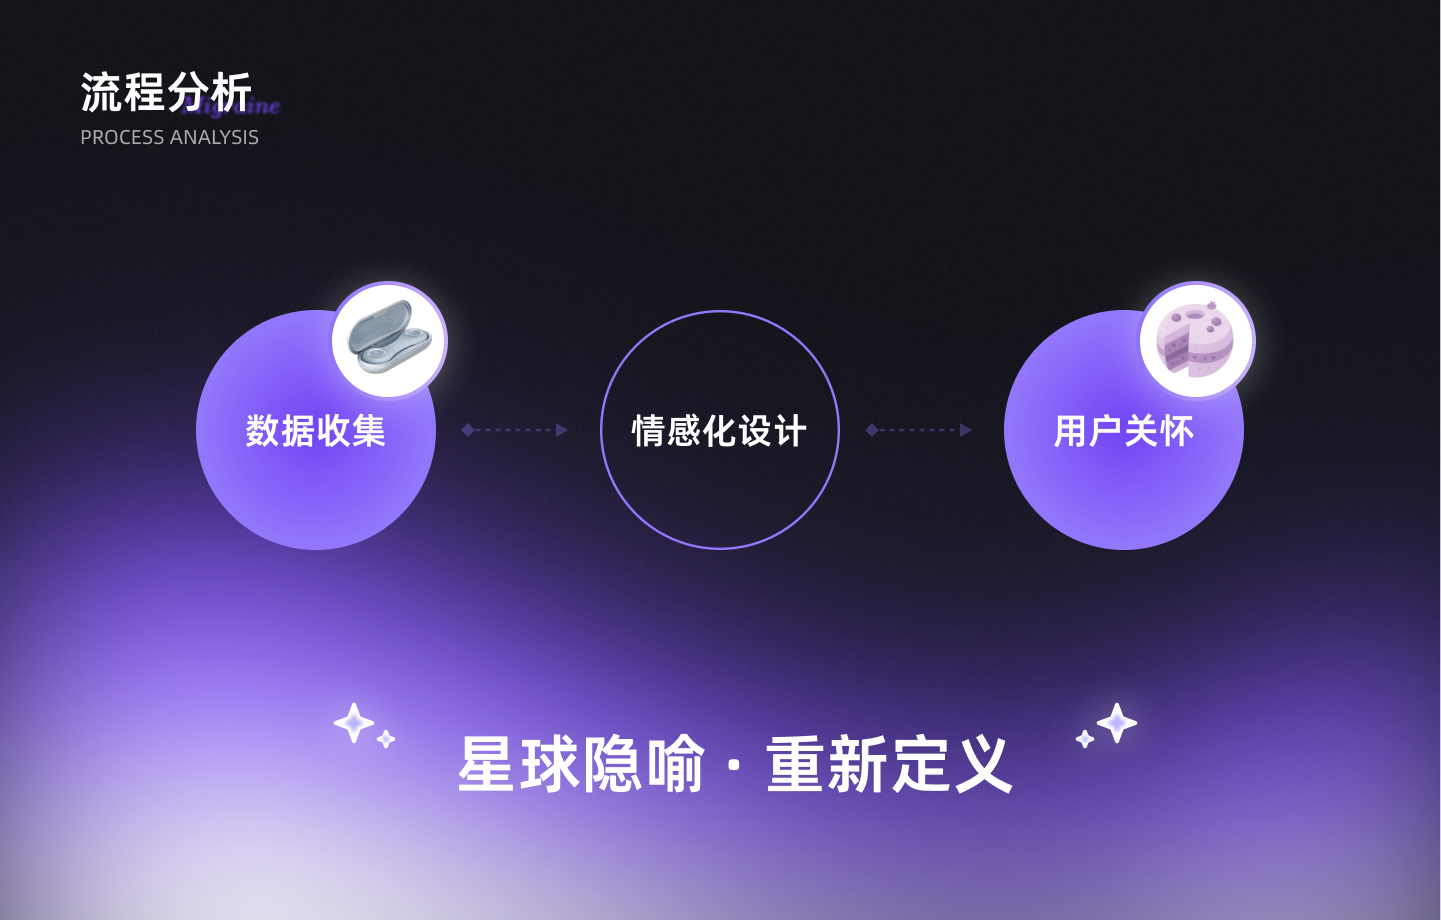 流程分析
Migraine
PROCESS ANALYSIS
数据收集
情感化设计
用户关怀
星球隐喻 · 重新定义